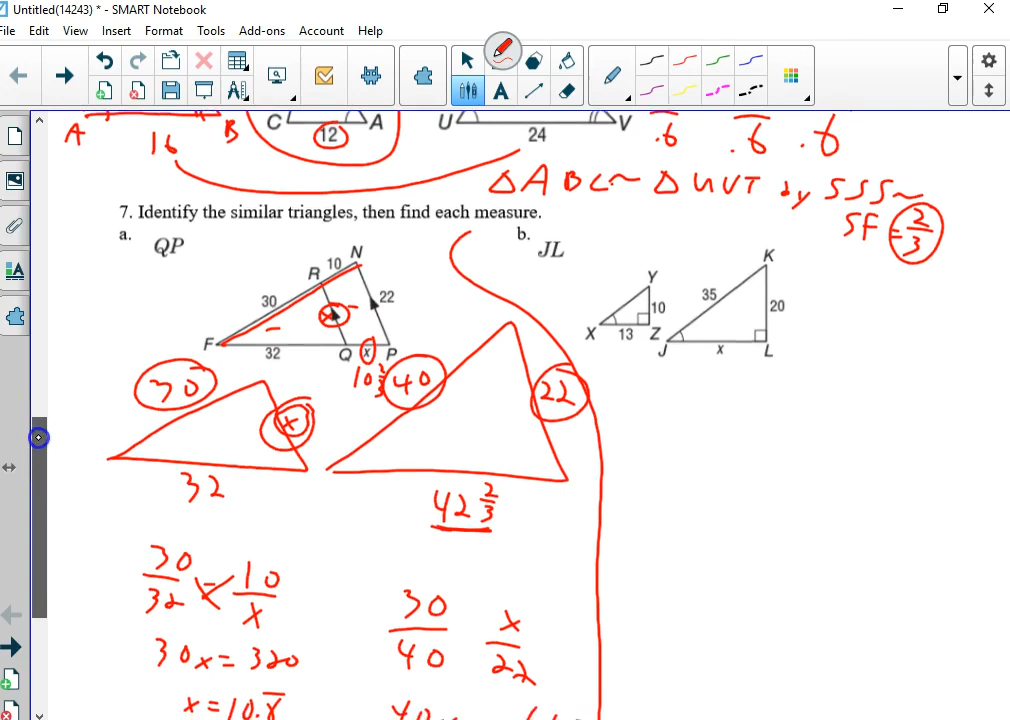 Untitled(14243) * - SMART Notebook
File Edit View Insert Format Tools Add-ons Account Help
A 16 B C 12 A U 24 V .6 .6 .6
△ABC~ △UVT by SSS~
SF = 2/3
7. Identify the similar triangles, then find each measure.
a. QP
b. JL
N
R 10
30
22
x
F 32 Q x P
10 2/3
K
Y
35
10
20
X 13 Z
J x L
30
x
32
40
22
42 2/3
30/32 = 10/x
30x = 320
30/40 x/22